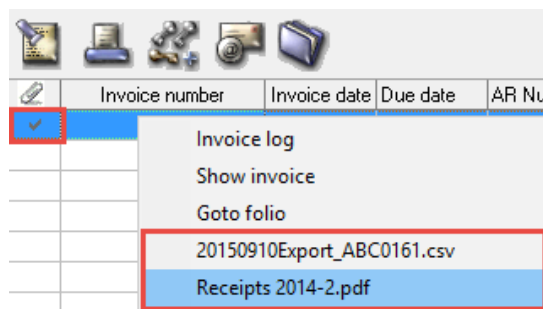 Invoice number Invoice date Due date AR Nu
Invoice log
Show invoice
Goto folio
20150910Export_ABC0161.csv
Receipts 2014-2.pdf